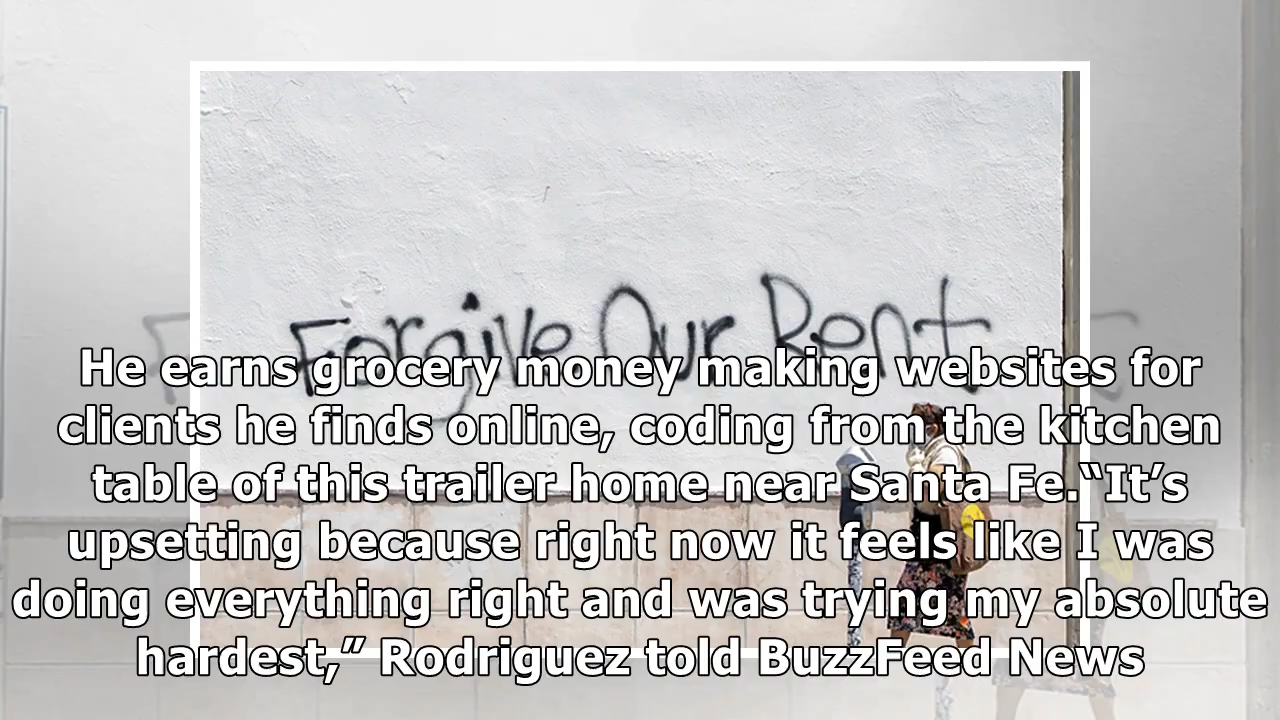 Forgive Our Rent
He earns grocery money making websites for
clients he finds online, coding from the kitchen
table of this trailer home near Santa Fe.“It’s
upsetting because right now it feels like I was
doing everything right and was trying my absolute
hardest,” Rodriguez told BuzzFeed News